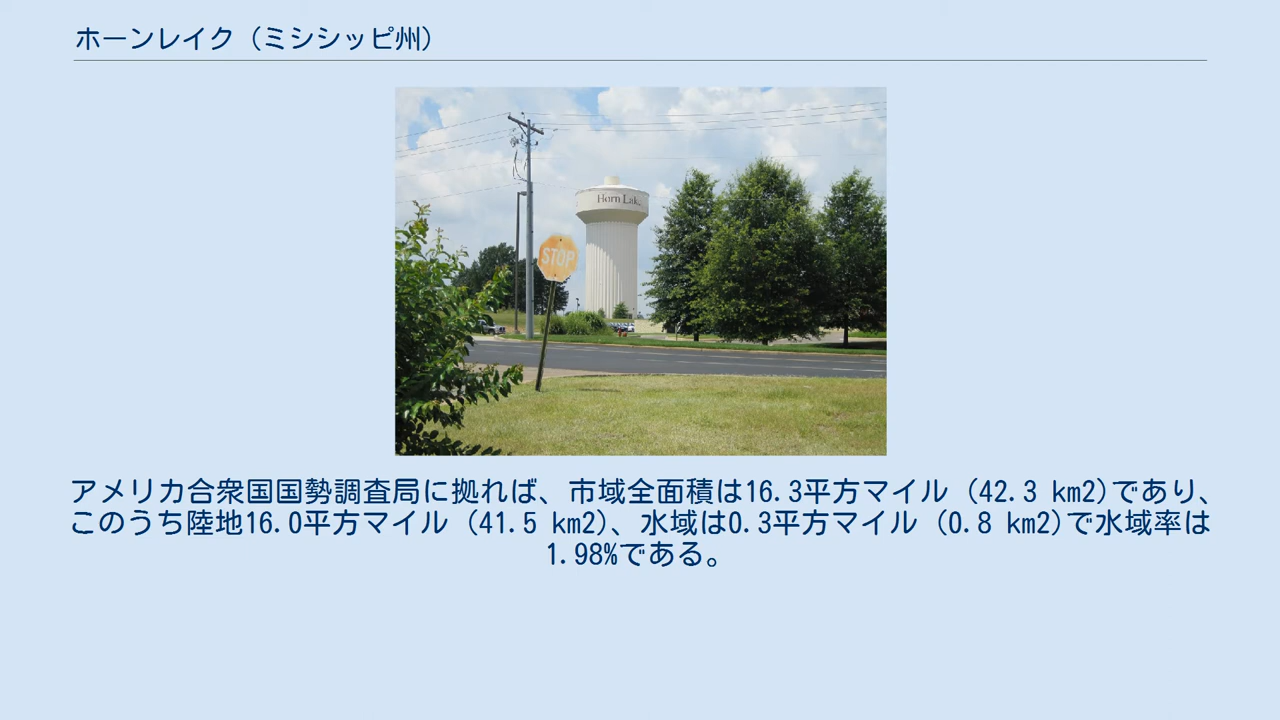 ホーンレイク（ミシシッピ州）
Horn Lake
STOP
アメリカ合衆国国勢調査局に拠れば、市域全面積は16.3平方マイル (42.3 km2)であり、
このうち陸地16.0平方マイル (41.5 km2)、水域は0.3平方マイル (0.8 km2)で水域率は
1.98%である。